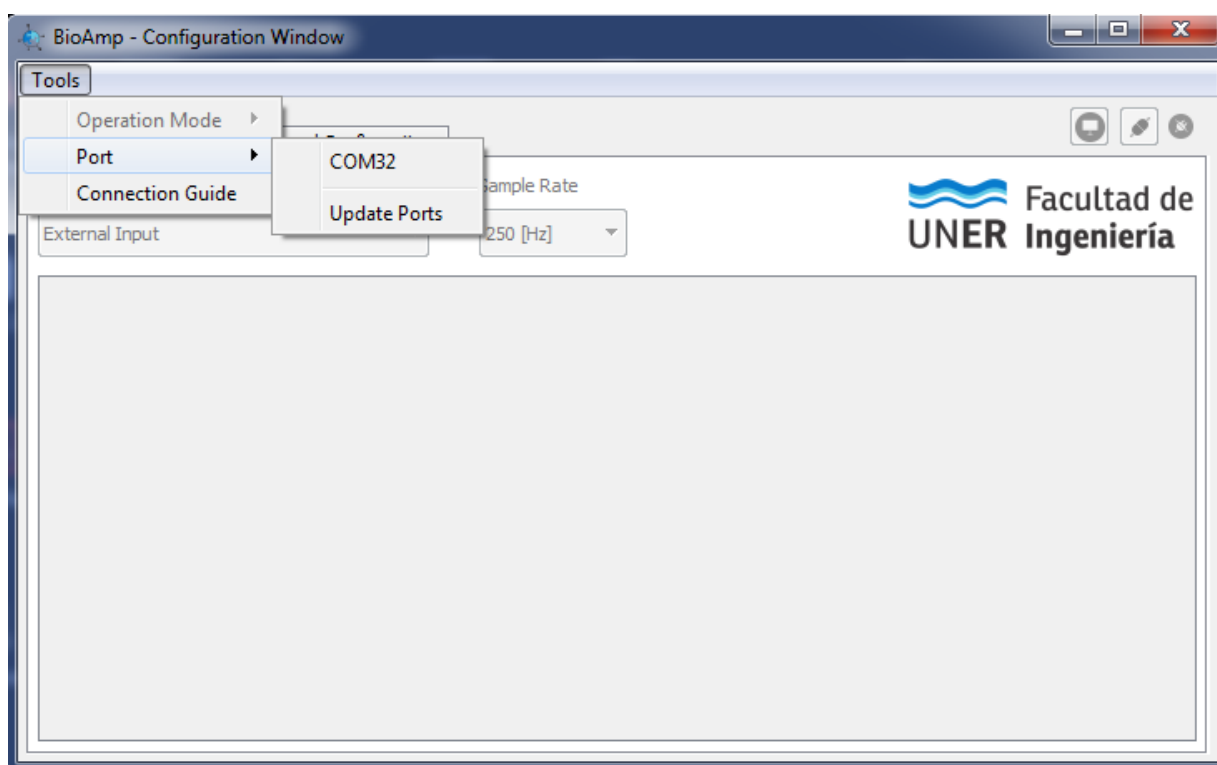 BioAmp - Configuration Window
Tools
Operation Mode
Port
Connection Guide
COM32
Update Ports
Sample Rate
External Input
250 [Hz]
UNER
Facultad de
Ingeniería